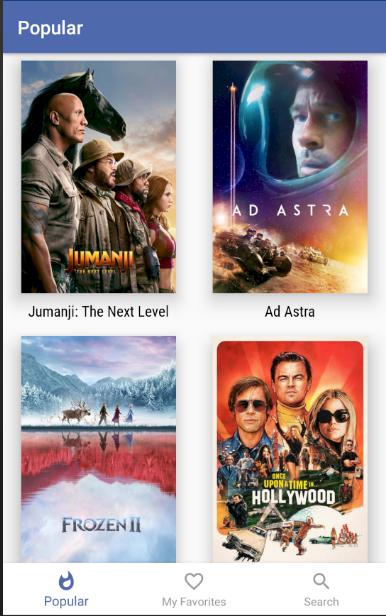 Popular
JUMANJI
THE NEXT LEVEL
AD ASTRA
Jumanji: The Next Level
Ad Astra
FROZEN II
ONCE
UPON A TIME IN...
HOLLYWOOD
Popular
My Favorites
Search